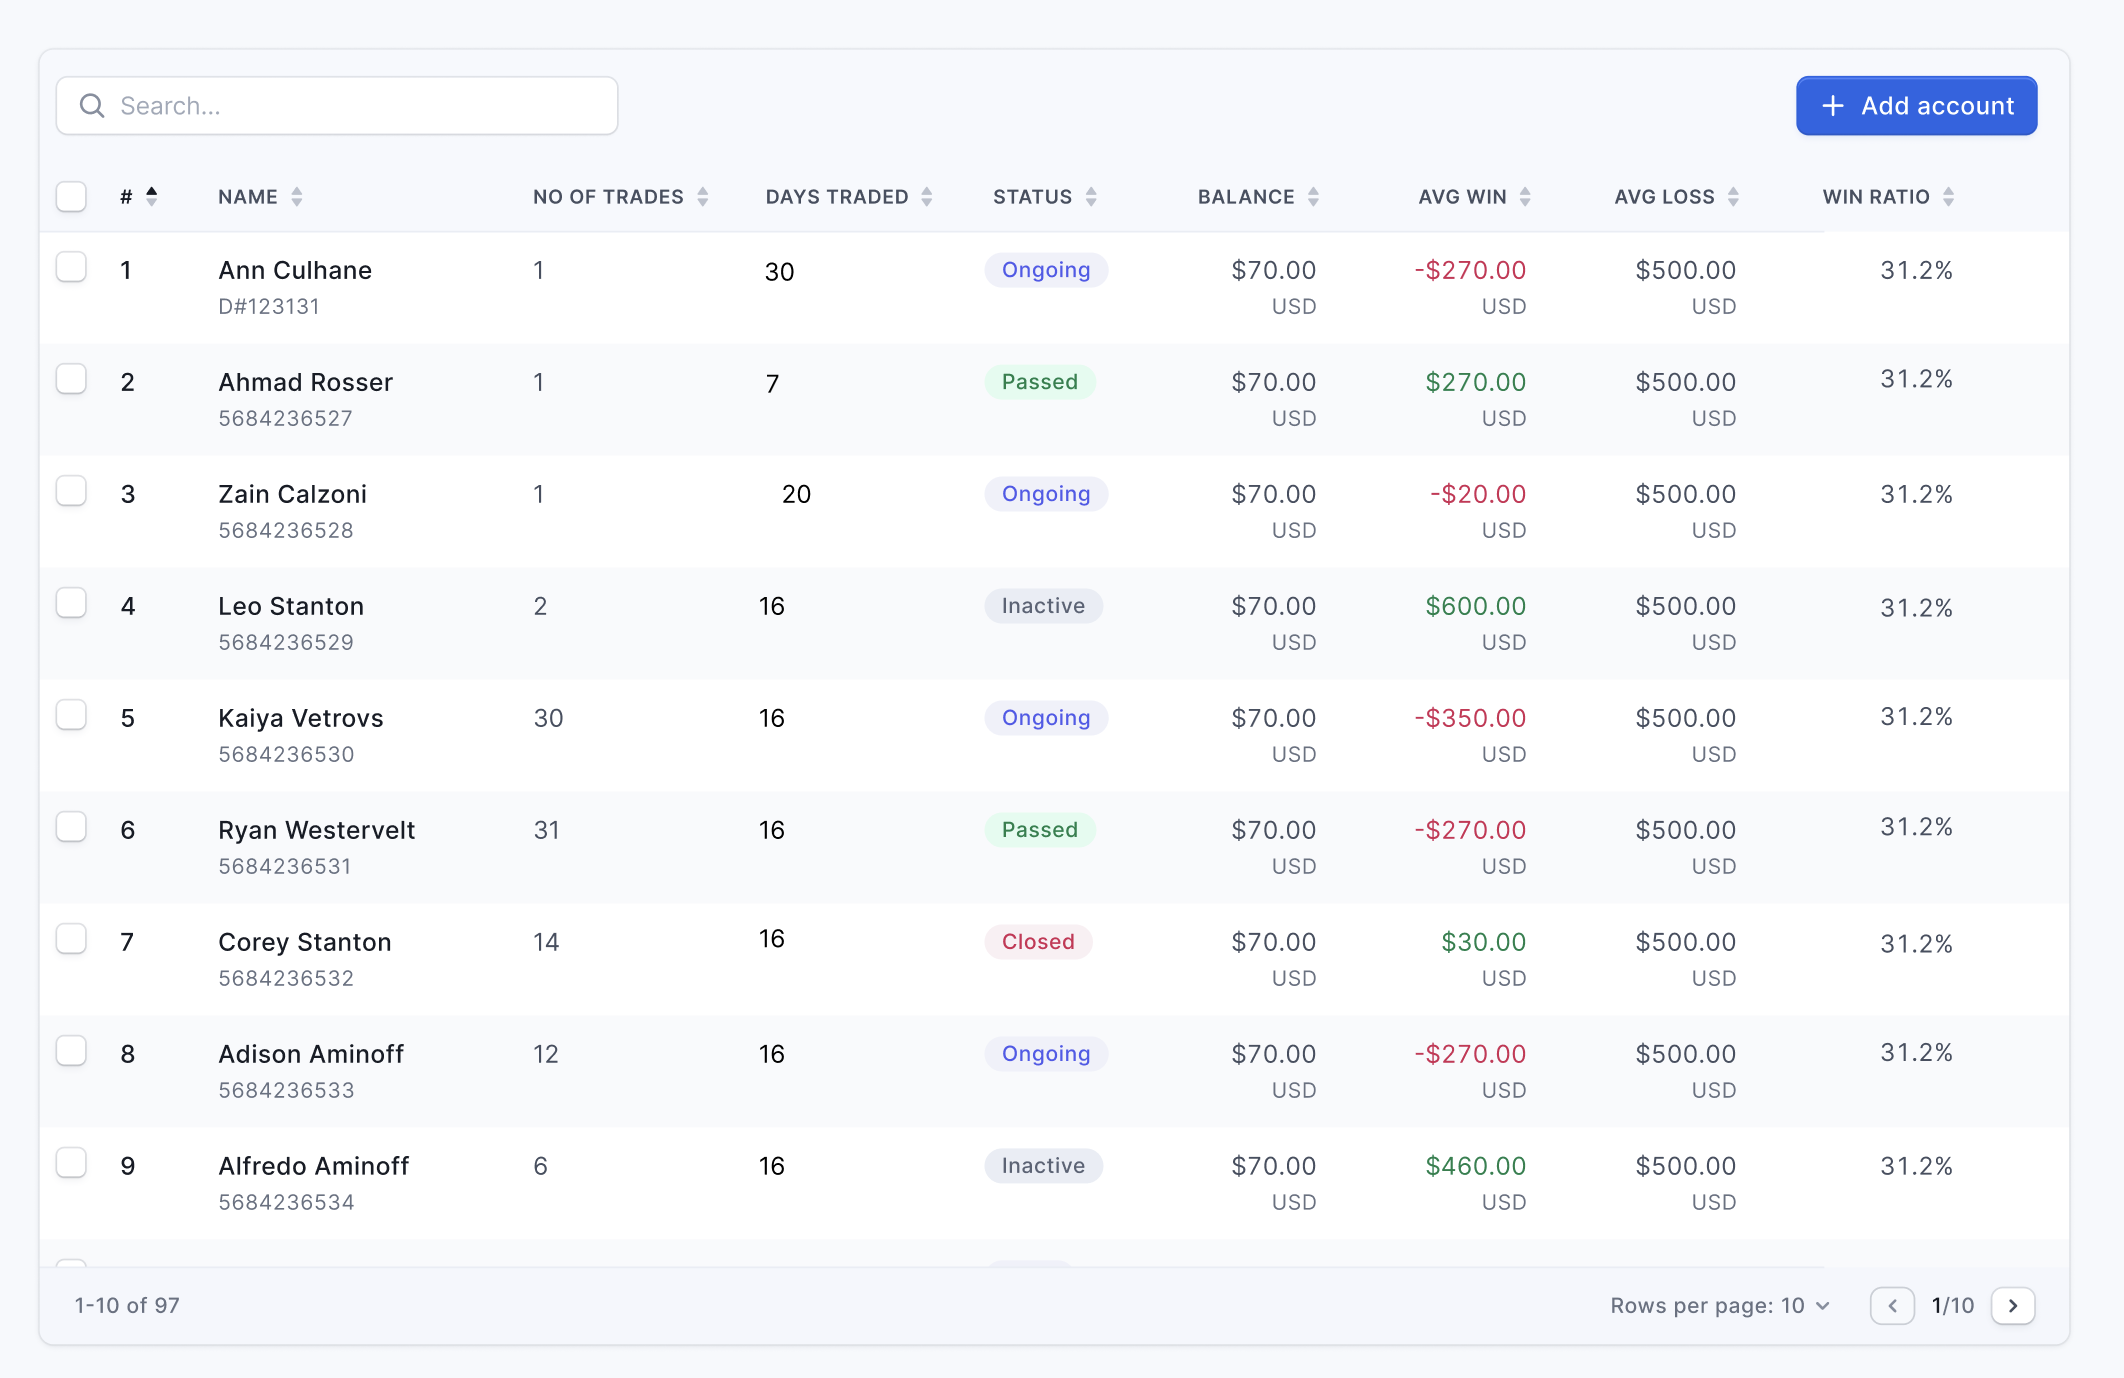 Search...
+ Add account
# NAME NO OF TRADES DAYS TRADED STATUS BALANCE AVG WIN AVG LOSS WIN RATIO
1 Ann Culhane 1 30 Ongoing $70.00 -$270.00 $500.00 31.2%
D#123131 USD USD USD
2 Ahmad Rosser 1 7 Passed $70.00 $270.00 $500.00 31.2%
5684236527 USD USD USD
3 Zain Calzoni 1 20 Ongoing $70.00 -$20.00 $500.00 31.2%
5684236528 USD USD USD
4 Leo Stanton 2 16 Inactive $70.00 $600.00 $500.00 31.2%
5684236529 USD USD USD
5 Kaiya Vetrovs 30 16 Ongoing $70.00 -$350.00 $500.00 31.2%
5684236530 USD USD USD
6 Ryan Westervelt 31 16 Passed $70.00 -$270.00 $500.00 31.2%
5684236531 USD USD USD
7 Corey Stanton 14 16 Closed $70.00 $30.00 $500.00 31.2%
5684236532 USD USD USD
8 Adison Aminoff 12 16 Ongoing $70.00 -$270.00 $500.00 31.2%
5684236533 USD USD USD
9 Alfredo Aminoff 6 16 Inactive $70.00 $460.00 $500.00 31.2%
5684236534 USD USD USD
1-10 of 97 Rows per page: 10 1/10